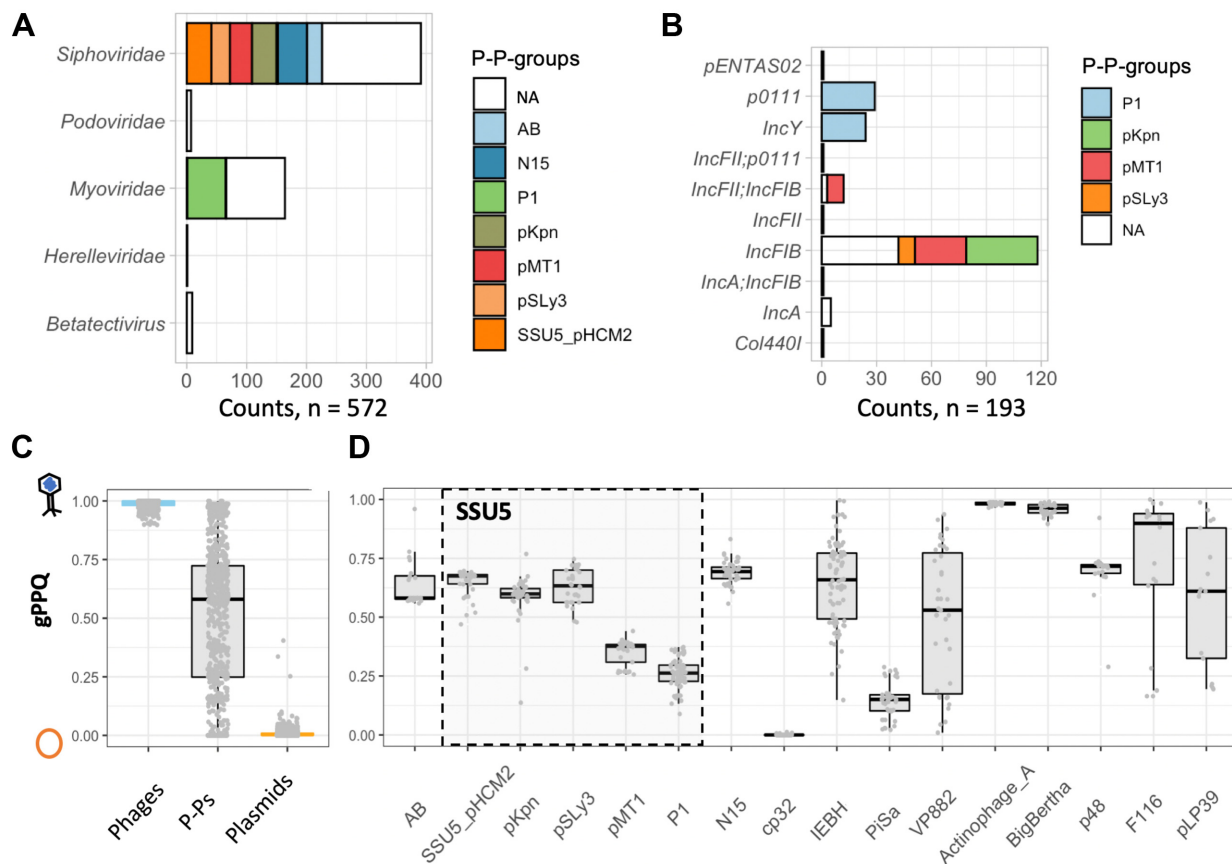 A
Siphoviridae
Podoviridae
Myoviridae
Herelleviridae
Betatectivirus
0 100 200 300 400
Counts, n = 572
P-P-groups
NA
AB
N15
P1
pKpn
pMT1
pSLy3
SSU5_pHCM2
B
pENTAS02
p0111
IncY
IncFII;p0111
IncFII;IncFIB
IncFII
IncFIB
IncA;IncFIB
IncA
Col440I
0 30 60 90 120
Counts, n = 193
P-P-groups
P1
pKpn
pMT1
pSLy3
NA
C
gPPQ
1.00
0.75
0.50
0.25
0.00
Phages
P-Ps
Plasmids
D
SSU5
1.00
0.75
0.50
0.25
0.00
AB
SSU5_pHCM2
pKpn
pSLy3
pMT1
P1
N15
cp32
IEBH
PiSa
VP882
Actinophage_A
BigBertha
p48
F116
pLP39